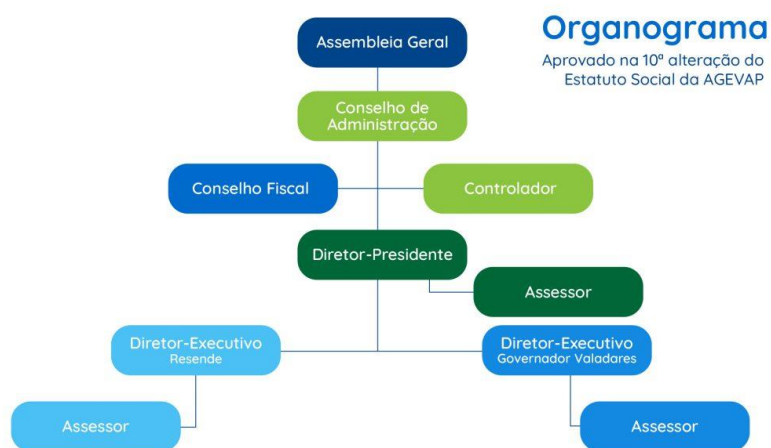 Organograma
Aprovado na 10ª alteração do
Estatuto Social da AGEVAP
Assembleia Geral
Conselho de
Administração
Conselho Fiscal
Controlador
Diretor-Presidente
Assessor
Diretor-Executivo
Resende
Diretor-Executivo
Governador Valadares
Assessor
Assessor